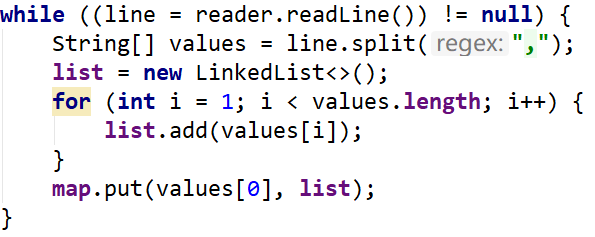 while ((line = reader.readLine()) != null) {
    String[] values = line.split( regex: ",");
    list = new LinkedList<>();
    for (int i = 1; i < values.length; i++) {
        list.add(values[i]);
    }
    map.put(values[0], list);
}